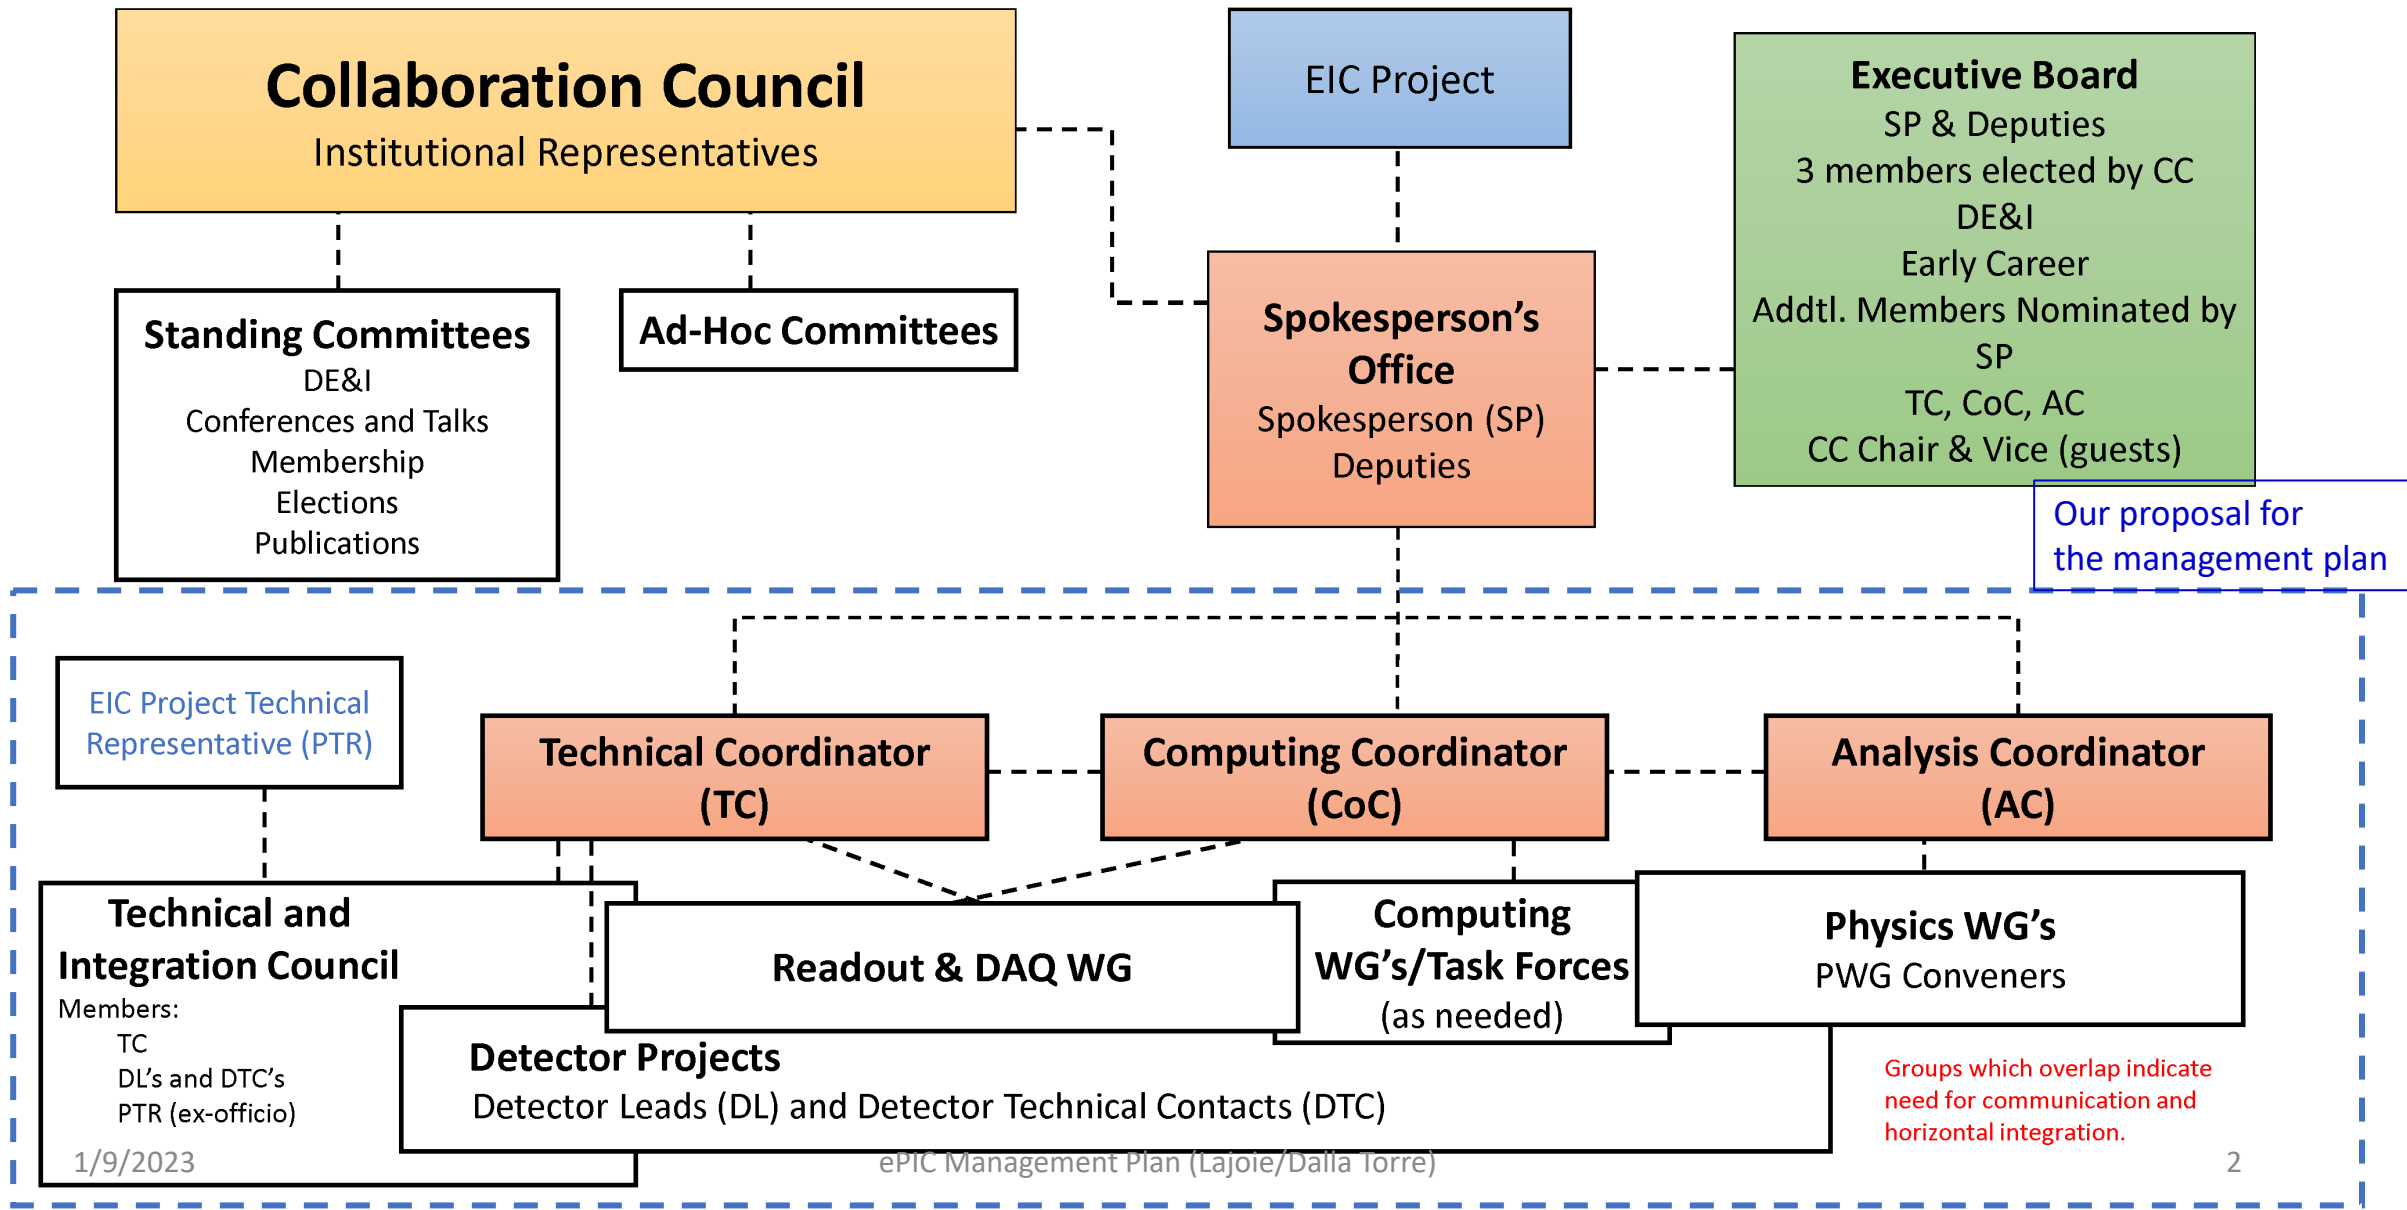 Collaboration Council
Institutional Representatives
EIC Project
Executive Board
SP & Deputies
3 members elected by CC
DE&I
Early Career
Addtl. Members Nominated by
SP
TC, CoC, AC
CC Chair & Vice (guests)
Standing Committees
DE&I
Conferences and Talks
Membership
Elections
Publications
Ad-Hoc Committees
Spokesperson’s
Office
Spokesperson (SP)
Deputies
Our proposal for
the management plan
EIC Project Technical
Representative (PTR)
Technical Coordinator
(TC)
Computing Coordinator
(CoC)
Analysis Coordinator
(AC)
Technical and
Integration Council
Members:
TC
DL’s and DTC’s
PTR (ex-officio)
Readout & DAQ WG
Computing
WG’s/Task Forces
(as needed)
Physics WG’s
PWG Conveners
Detector Projects
Detector Leads (DL) and Detector Technical Contacts (DTC)
Groups which overlap indicate
need for communication and
horizontal integration.
1/9/2023
ePIC Management Plan (Lajoie/Dalla Torre)
2